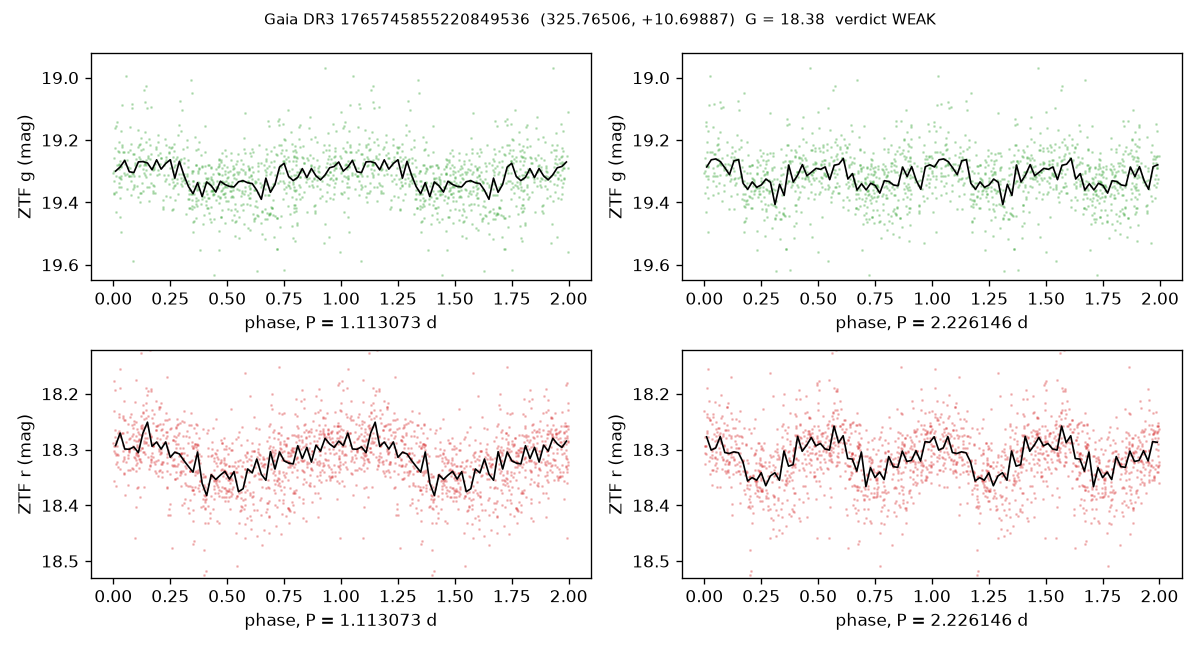 Gaia DR3 1765745855220849536  (325.76506, +10.69887)  G = 18.38  verdict WEAK
ZTF g (mag)
19.0
19.2
19.4
19.6
0.00 0.25 0.50 0.75 1.00 1.25 1.50 1.75 2.00
phase, P = 1.113073 d
ZTF g (mag)
19.0
19.2
19.4
19.6
0.00 0.25 0.50 0.75 1.00 1.25 1.50 1.75 2.00
phase, P = 2.226146 d
ZTF r (mag)
18.2
18.3
18.4
18.5
0.00 0.25 0.50 0.75 1.00 1.25 1.50 1.75 2.00
phase, P = 1.113073 d
ZTF r (mag)
18.2
18.3
18.4
18.5
0.00 0.25 0.50 0.75 1.00 1.25 1.50 1.75 2.00
phase, P = 2.226146 d